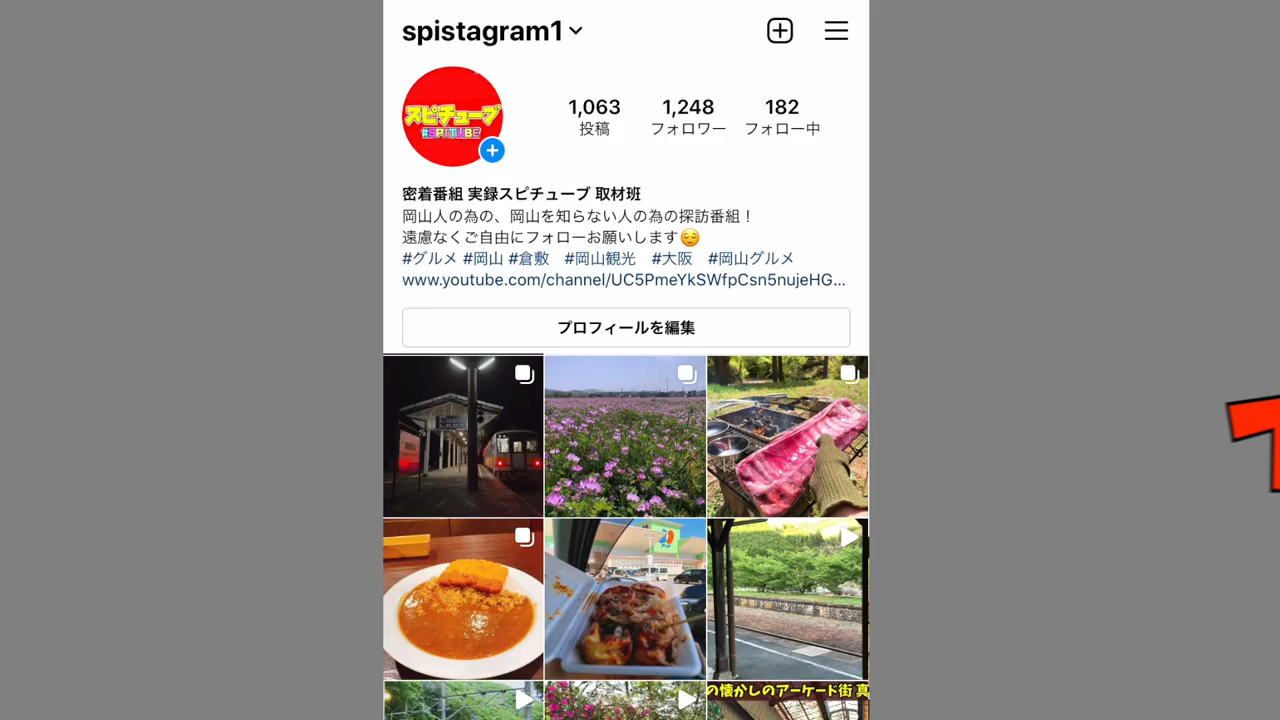 spistagram1
スピチューブ
#SPITUBE
1,063 1,248 182
投稿 フォロワー フォロー中
密着番組 実録スピチューブ 取材班
岡山人の為の、岡山を知らない人の為の探訪番組！
遠慮なくご自由にフォローお願いします😌
#グルメ #岡山 #倉敷　#岡山観光　#大阪　#岡山グルメ
www.youtube.com/channel/UC5PmeYkSWfpCsn5nujeHG...
プロフィールを編集
の懐かしのアーケード街 真